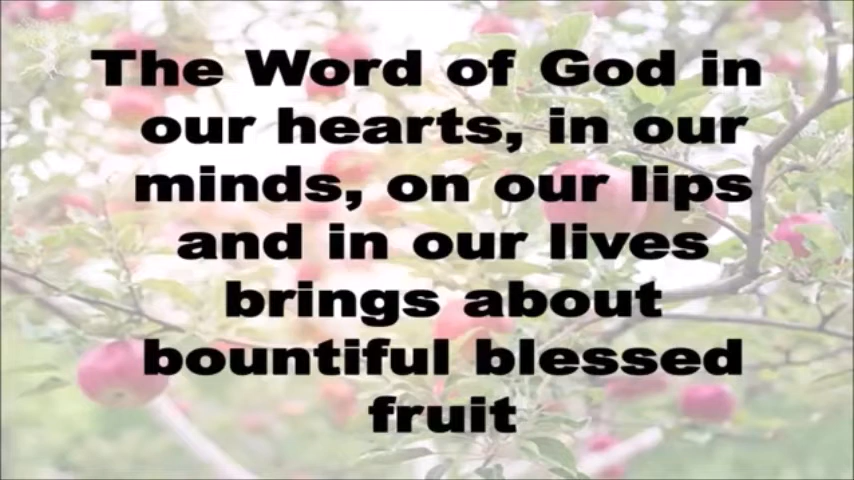 The Word of God in
our hearts, in our
minds, on our lips
and in our lives
brings about
bountiful blessed
fruit